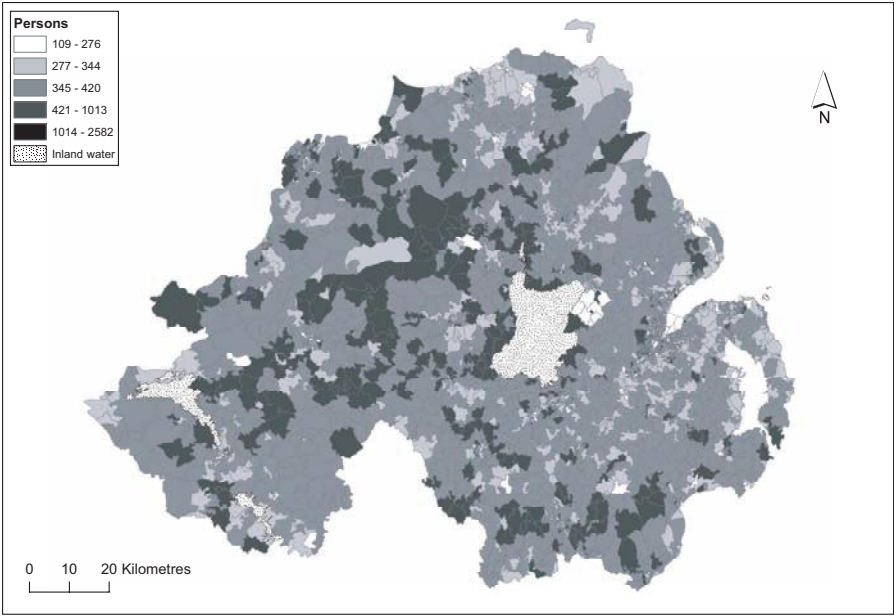 Persons
109 - 276
277 - 344
345 - 420
421 - 1013
1014 - 2582
Inland water
N
0 10 20 Kilometres